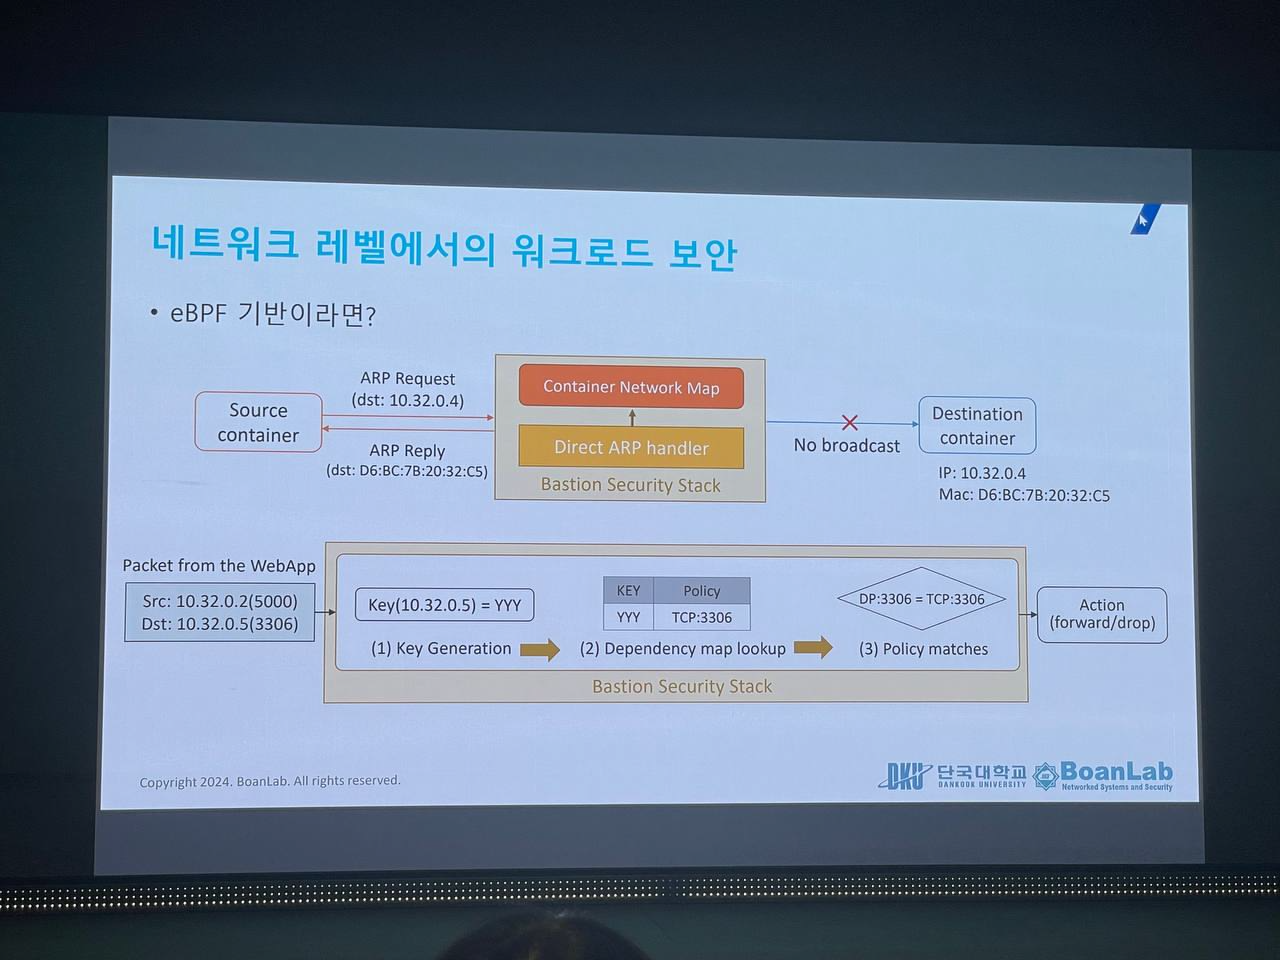 네트워크 레벨에서의 워크로드 보안
• eBPF 기반이라면?
Source
container
ARP Request
(dst: 10.32.0.4)
ARP Reply
(dst: D6:BC:7B:20:32:C5)
Container Network Map
Direct ARP handler
Bastion Security Stack
No broadcast
Destination
container
IP: 10.32.0.4
Mac: D6:BC:7B:20:32:C5
Packet from the WebApp
Src: 10.32.0.2(5000)
Dst: 10.32.0.5(3306)
Key(10.32.0.5) = YYY
(1) Key Generation
KEY Policy
YYY TCP:3306
(2) Dependency map lookup
DP:3306 = TCP:3306
(3) Policy matches
Bastion Security Stack
Action
(forward/drop)
Copyright 2024. BoanLab. All rights reserved.
DKU 단국대학교
DANKOOK UNIVERSITY
BoanLab
Networked Systems and Security